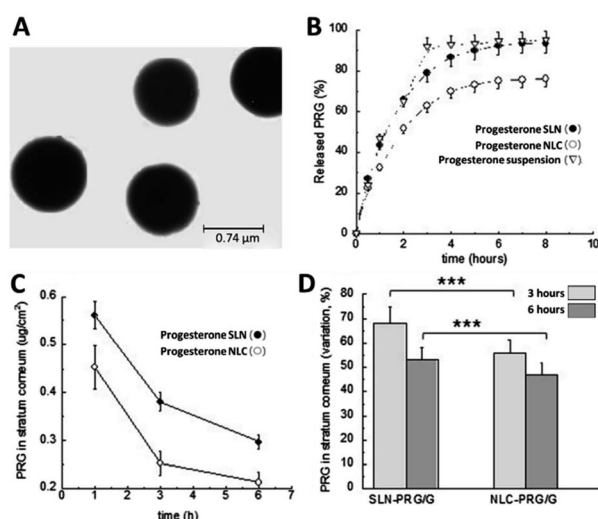 A
0.74 µm
B
Released PRG (%)
100
80
60
40
20
0
Progesterone SLN (●)
Progesterone NLC (○)
Progesterone suspension (▽)
0 2 4 6 8 10
time (hours)
C
PRG in stratum corneum (ug/cm²)
0.6
0.5
0.4
0.3
0.2
Progesterone SLN (◆)
Progesterone NLC (○)
0 1 2 3 4 5 6 7
time (h)
D
PRG in stratum corneum (variation, %)
80
70
60
50
40
30
20
10
0
***
***
3 hours
6 hours
SLN-PRG/G NLC-PRG/G